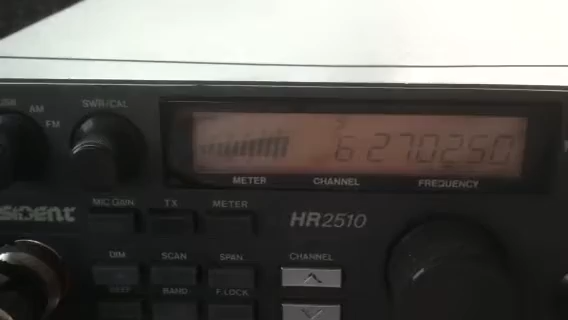 AM
SWR/CAL
FM
6 27.0250
METER CHANNEL FREQUENCY
MIC GAIN TX METER
HR2510
DIM SCAN SPAN CHANNEL
BEEP BAND F.LOCK